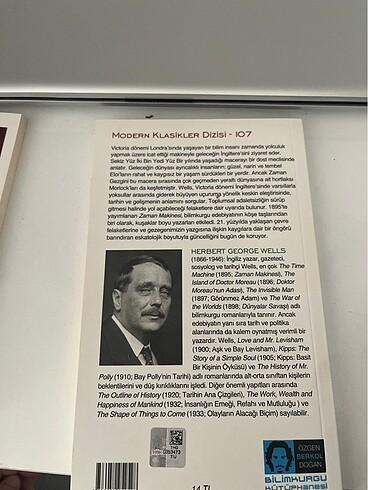 MODERN KLASİKLER DİZİSİ - 107
Victoria dönemi Londra'sında yaşayan bir bilim insanı zamanda yolculuk
yapmak üzere icat ettiği makineyle geleceğin İngiltere'sini ziyaret eder.
Sekiz Yüz İki Bin Yedi Yüz Bir yılında yaşadığı macerayı bir dost meclisinde
anlatır. Geleceğin dünyası ayrıcalıklı insanların; güzel, narin ve tembel
Eloi'ların rahat ve kaygısız bir yaşam sürdükleri bir yerdir. Ancak Zaman
Gezgini bu macera sırasında çok geçmeden yeraltı dünyasına ait hortlaksı
Morlock'ları da keşfetmiştir. Wells, Victoria dönemi İngiltere'sinde varsıllarla
yoksullar arasında giderek büyüyen uçuruma yönelik keskin eleştirisinde,
tarihin ve gelişmenin anlamını sorgular. Toplumsal adaletsizliğin sürüp
gitmesi halinde yol açabileceği felaketlere dair uyarıda bulunur. 1895'te
yayımlanan Zaman Makinesi, bilimkurgu edebiyatının köşe taşlarından
biri olarak, kuşaklar boyu yazarları etkiledi. 21. yüzyılda yaklaşan çevre
felaketlerine ve gezegenimizin yazgısına ilişkin kaygılara dair bir öngörü
barındıran eskatolojik boyutuyla güncelliğini bugün de koruyor.
HERBERT GEORGE WELLS
(1866-1946): İngiliz yazar, gazeteci,
sosyolog ve tarihçi Wells, en çok The Time
Machine (1895; Zaman Makinesi), The
Island of Doctor Moreau (1896; Doktor
Moreau'nun Adası), The Invisible Man
(1897; Görünmez Adam) ve The War of
the Worlds (1898; Dünyalar Savaşı) adlı
bilimkurgu romanlarıyla tanınır. Ancak
edebiyatın yanı sıra tarih ve politika
alanlarında da kalem oynatmış verimli bir
yazardır. Wells, Love and Mr. Lewisham
(1900; Aşk ve Bay Levisham), Kipps: The
Story of a Simple Soul (1905; Kipps: Basit
Bir Kişinin Öyküsü) ve The History of Mr.
Polly (1910; Bay Polly'nin Tarihi) adlı romanlarında alt-orta sınıftan kişilerin
beklentilerini ve düş kırıklıklarını işledi. Diğer önemli yapıtları arasında
The Outline of History (1920; Tarihin Ana Çizgileri), The Work, Wealth and
Happiness of Mankind (1932; İnsanlığın Emeği, Refahı ve Mutluluğu) ve
The Shape of Things to Come (1933; Olayların Alacağı Biçim) sayılabilir.
ÖZGEN
BERKOL
DOĞAN
BİLİMKURGU
KÜTÜPHANESİ
14 TL